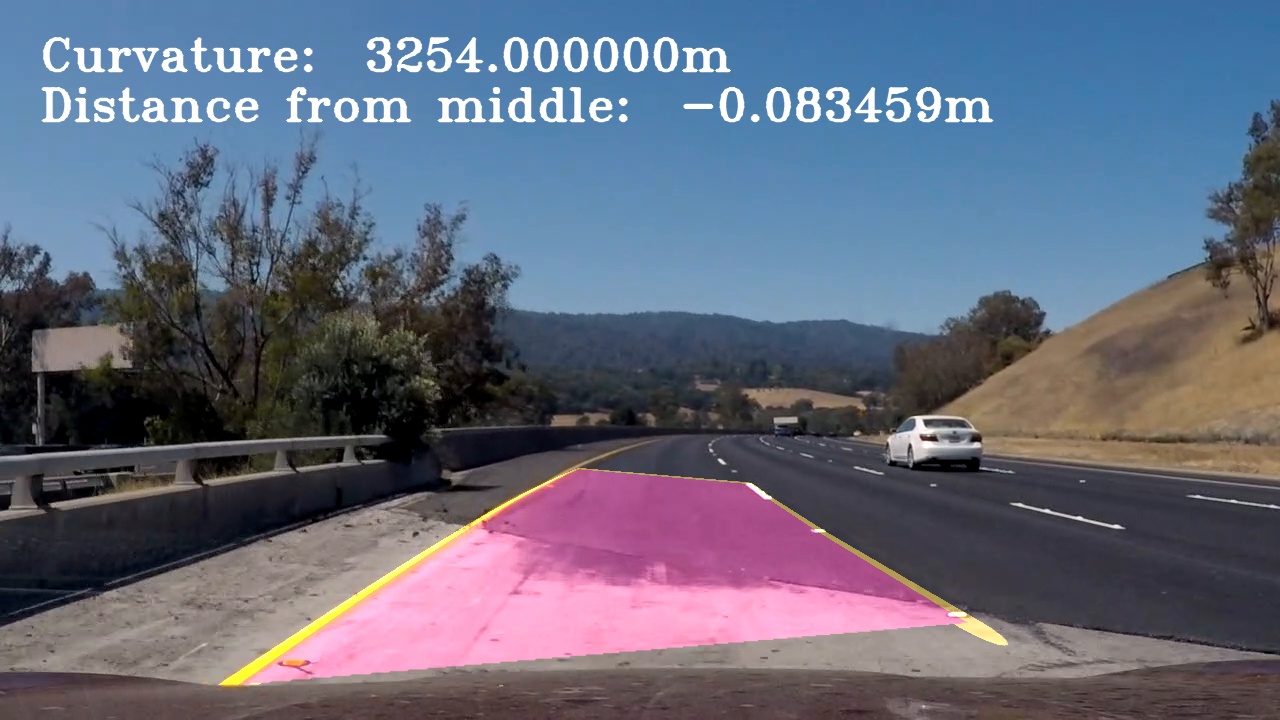 Curvature: 3254.000000m
Distance from middle: −0.083459m